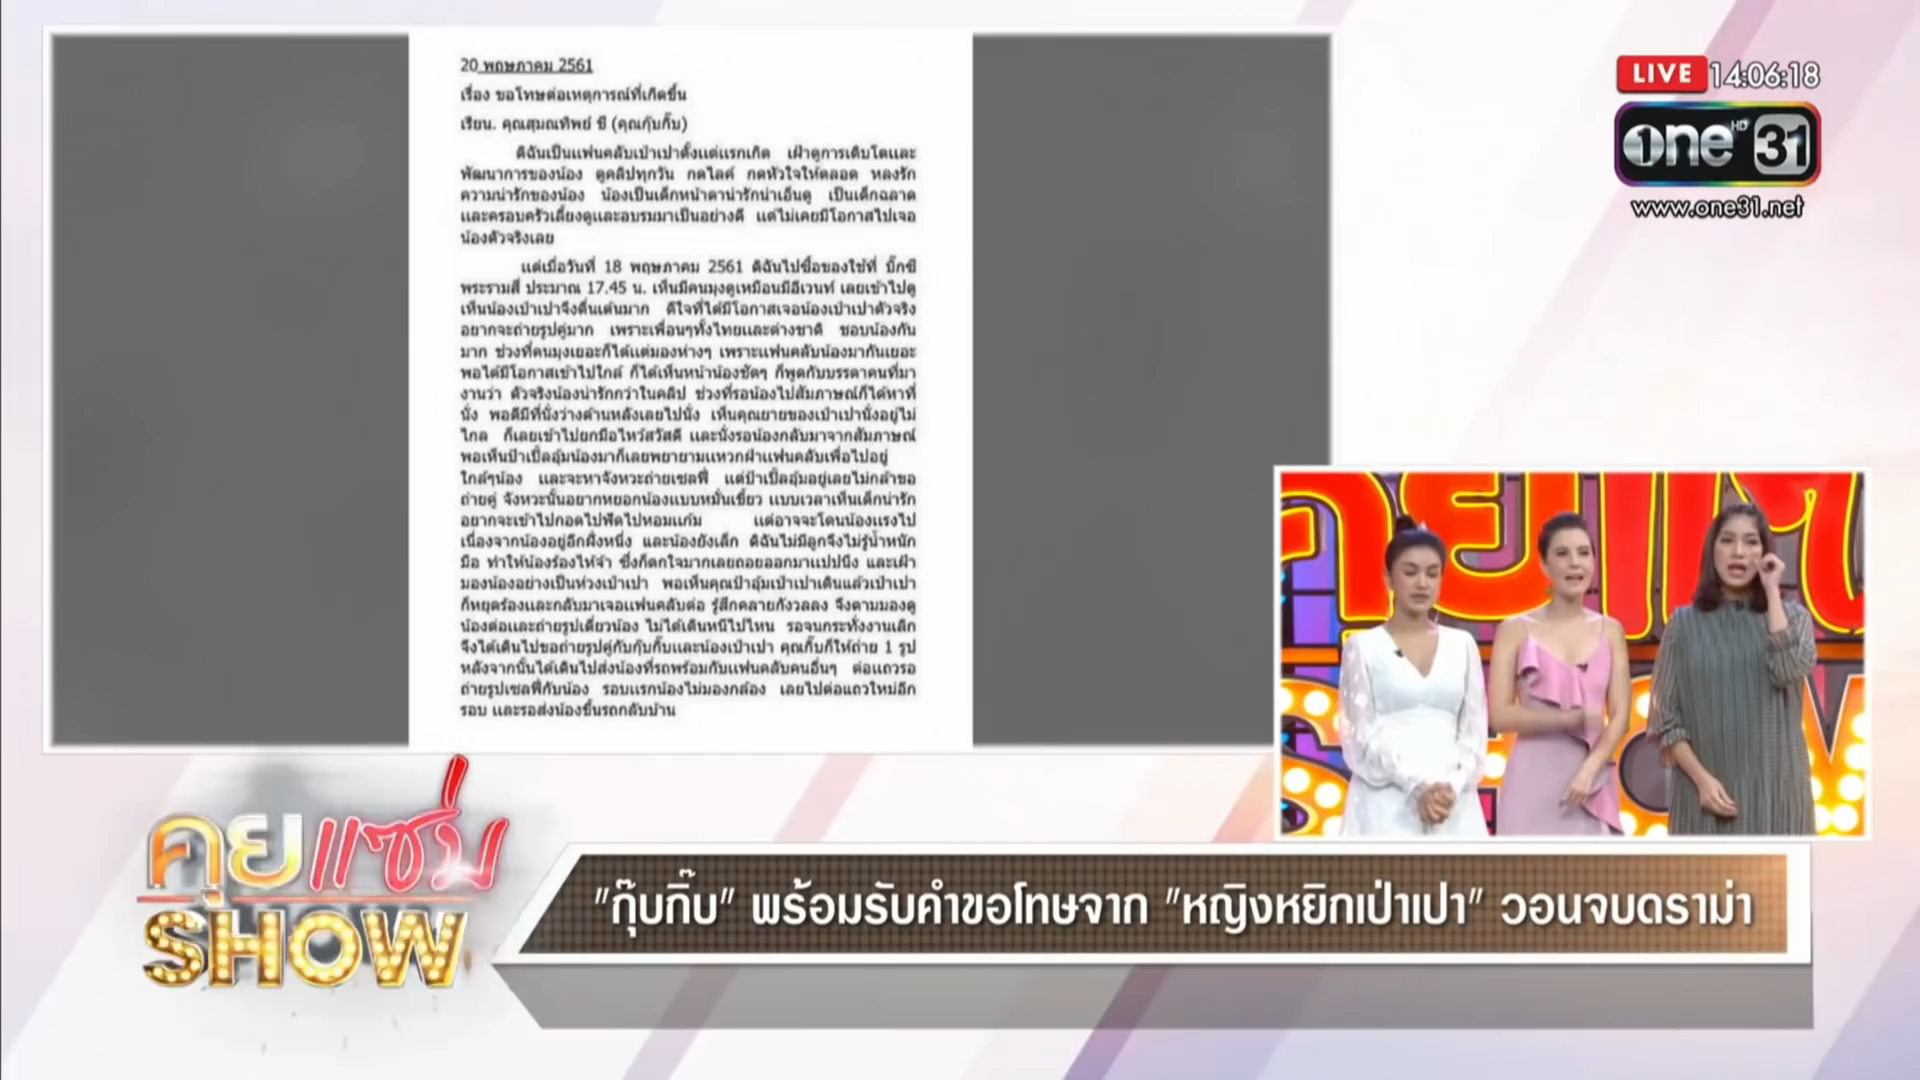 20 พฤษภาคม 2561
เรื่อง ขอโทษต่อเหตุการณ์ที่เกิดขึ้น
เรียน. คุณสุมณทิพย์ ชี (คุณกุ๊บกิ๊บ)
ดิฉันเป็นแฟนคลับเป่าเปาตั้งแต่แรกเกิด เฝ้าดูการเติบโตและ
พัฒนาการของน้อง ดูคลิปทุกวัน กดไลค์ กดหัวใจให้ตลอด หลงรัก
ความน่ารักของน้อง น้องเป็นเด็กหน้าตาน่ารักน่าเอ็นดู เป็นเด็กฉลาด
และครอบครัวเลี้ยงดูและอบรมมาเป็นอย่างดี แต่ไม่เคยมีโอกาสไปเจอ
น้องตัวจริงเลย
แต่เมื่อวันที่ 18 พฤษภาคม 2561 ดิฉันไปซื้อของใช้ที่ บิ๊กซี
พระรามสี่ ประมาณ 17.45 น. เห็นมีคนมุงดูเหมือนมีอีเวนท์ เลยเข้าไปดู
เห็นน้องเป่าเปาจึงตื่นเต้นมาก ดีใจที่ได้มีโอกาสเจอน้องเป่าเปาตัวจริง
อยากจะถ่ายรูปคู่มาก เพราะเพื่อนๆทั้งไทยและต่างชาติ ชอบน้องกัน
มาก ช่วงที่คนมุงเยอะก็ได้แต่มองห่างๆ เพราะแฟนคลับน้องมากันเยอะ
พอได้มีโอกาสเข้าไปใกล้ ก็ได้เห็นหน้าน้องชัดๆ ก็พูดกับบรรดาคนที่มา
งานว่า ตัวจริงน้องน่ารักกว่าในคลิป ช่วงที่รอน้องไปสัมภาษณ์ก็ได้หาที่
นั่ง พอดีมีที่นั่งว่างด้านหลังเลยไปนั่ง เห็นคุณยายของเป่าเปานั่งอยู่ไม่
ไกล ก็เลยเข้าไปยกมือไหว้สวัสดี และนั่งรอน้องกลับมาจากสัมภาษณ์
พอเห็นป้าเปิ้ลอุ้มน้องมาก็เลยพยายามแหวกฝ่าแฟนคลับเพื่อไปอยู่
ใกล้ๆน้อง และจะหาจังหวะถ่ายเซลฟี่ แต่ป้าเปิ้ลอุ้มอยู่เลยไม่กล้าขอ
ถ่ายคู่ จังหวะนั้นอยากหยอกน้องแบบหมั่นเขี้ยว แบบเวลาเห็นเด็กน่ารัก
อยากจะเข้าไปกอดไปฟัดไปหอมแก้ม แต่อาจจะโดนน้องแรงไป
เนื่องจากน้องอยู่อีกฝั่งหนึ่ง และน้องยังเล็ก ดิฉันไม่มีลูกจึงไม่รู้น้ำหนัก
มือ ทำให้น้องร้องไห้จ้า ซึ่งก็ตกใจมากเลยถอยออกมาแปปนึง และเฝ้า
มองน้องอย่างเป็นห่วงเป่าเปา พอเห็นคุณป้าอุ้มเป่าเปาเดินแล้วเป่าเปา
ก็หยุดร้องและกลับมาเจอแฟนคลับต่อ รู้สึกคลายกังวลลง จึงตามมองดู
น้องต่อและถ่ายรูปเดี่ยวน้อง ไม่ได้เดินหนีไปไหน รอจนกระทั่งงานเลิก
จึงได้เดินไปขอถ่ายรูปคู่กับกุ๊บกิ๊บและน้องเป่าเปา คุณกิ๊บก็ให้ถ่าย 1 รูป
หลังจากนั้นได้เดินไปส่งน้องที่รถพร้อมกับแฟนคลับคนอื่นๆ ต่อแถวรอ
ถ่ายรูปเซลฟี่กับน้อง รอบแรกน้องไม่มองกล้อง เลยไปต่อแถวใหม่อีก
รอบ และรอส่งน้องขึ้นรถกลับบ้าน
LIVE 14:06:18
one HD 31
www.one31.net
คุยแซ่บ
SHOW
"กุ๊บกิ๊บ" พร้อมรับคำขอโทษจาก "หญิงหยิกเป่าเปา" วอนจบดราม่า